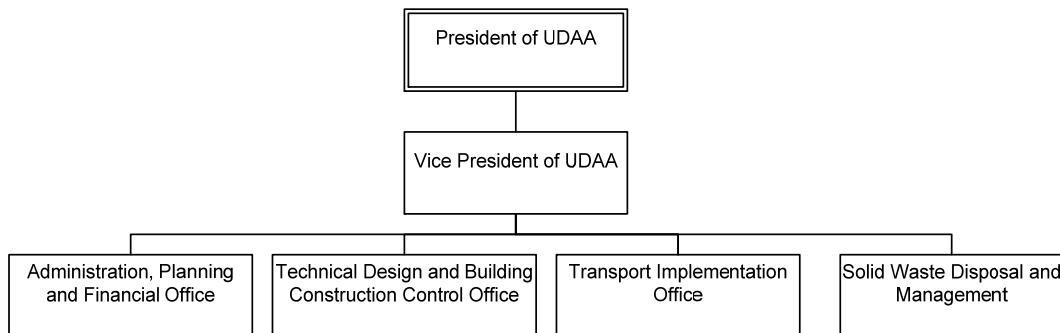 President of UDAA
Vice President of UDAA
Administration, Planning
and Financial Office
Technical Design and Building
Construction Control Office
Transport Implementation
Office
Solid Waste Disposal and
Management